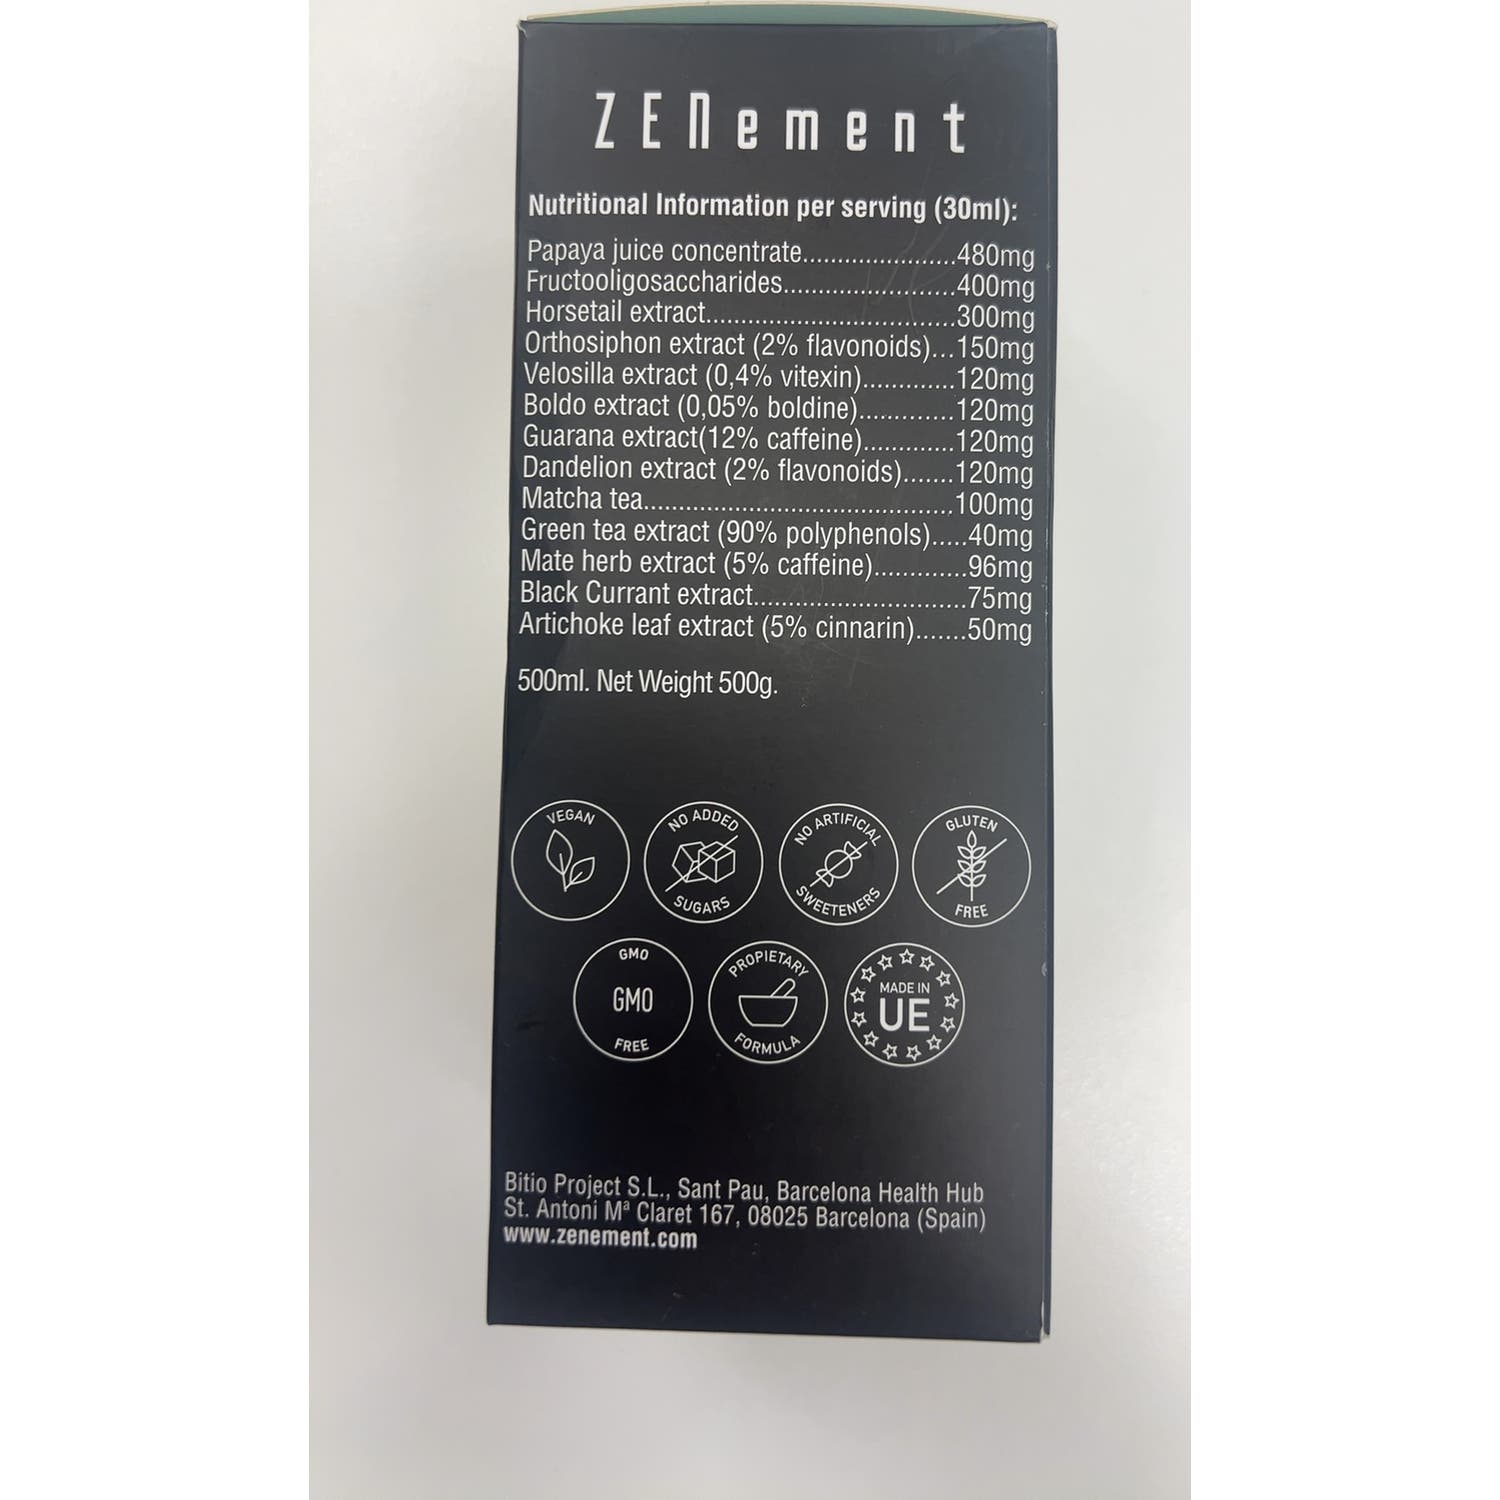 ZENement
Nutritional Information per serving (30ml):
Papaya juice concentrate......................480mg
Fructooligosaccharides.........................400mg
Horsetail extract....................................300mg
Orthosiphon extract (2% flavonoids)...150mg
Velosilla extract (0,4% vitexin).............120mg
Boldo extract (0,05% boldine).............120mg
Guarana extract(12% caffeine).............120mg
Dandelion extract (2% flavonoids).......120mg
Matcha tea............................................100mg
Green tea extract (90% polyphenols).....40mg
Mate herb extract (5% caffeine).............96mg
Black Currant extract..............................75mg
Artichoke leaf extract (5% cinnarin).......50mg
500ml. Net Weight 500g.
VEGAN
NO ADDED
SUGARS
NO ARTIFICIAL
SWEETENERS
GLUTEN
FREE
GMO
GMO
FREE
PROPIETARY
FORMULA
MADE IN
UE
Bitio Project S.L., Sant Pau, Barcelona Health Hub
St. Antoni Mª Claret 167, 08025 Barcelona (Spain)
www.zenement.com